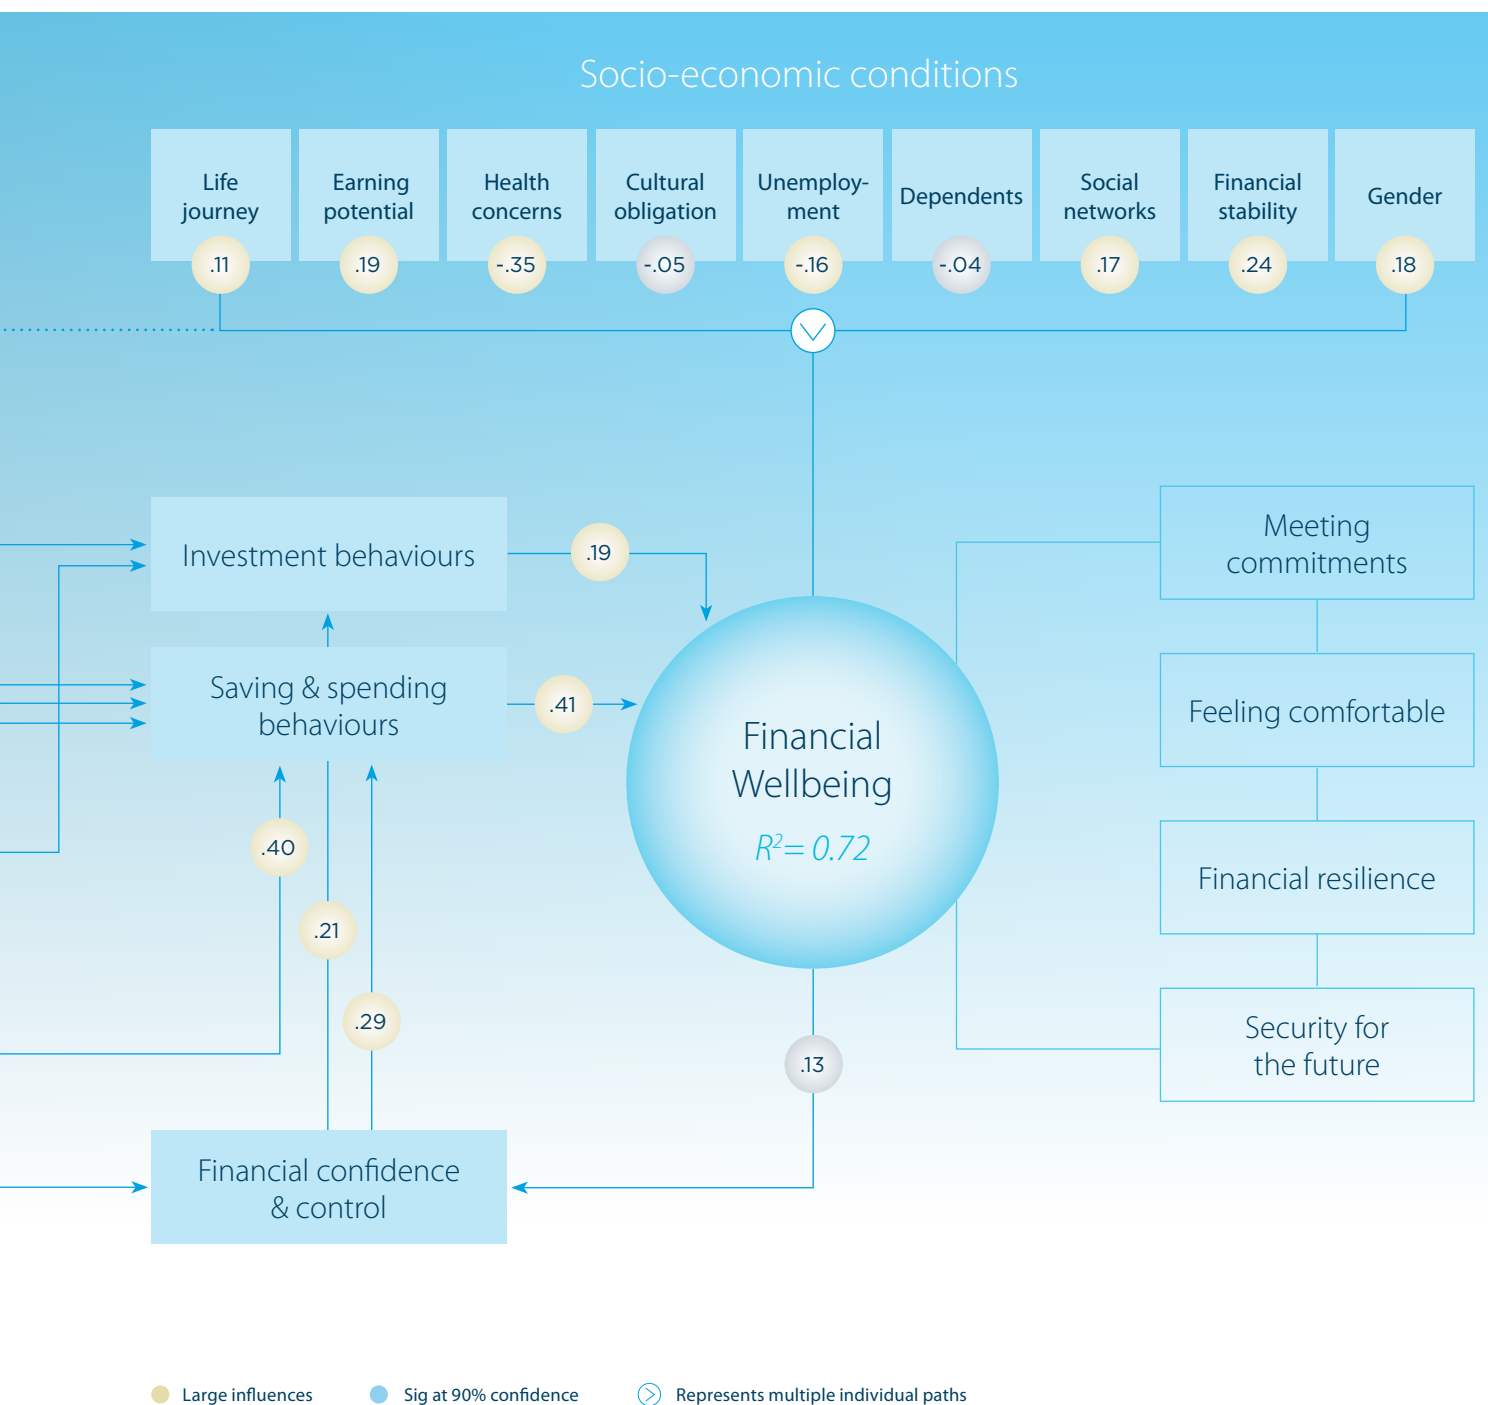 Socio-economic conditions
Life
journey
.11
Earning
potential
.19
Health
concerns
-.35
Cultural
obligation
-.05
Unemploy-
ment
-.16
Dependents
-.04
Social
networks
.17
Financial
stability
.24
Gender
.18
Investment behaviours
.19
Saving & spending
behaviours
.41
Financial
Wellbeing
R²= 0.72
Meeting
commitments
Feeling comfortable
Financial resilience
Security for
the future
.40
.21
.29
.13
Financial confidence
& control
Large influences
Sig at 90% confidence
Represents multiple individual paths